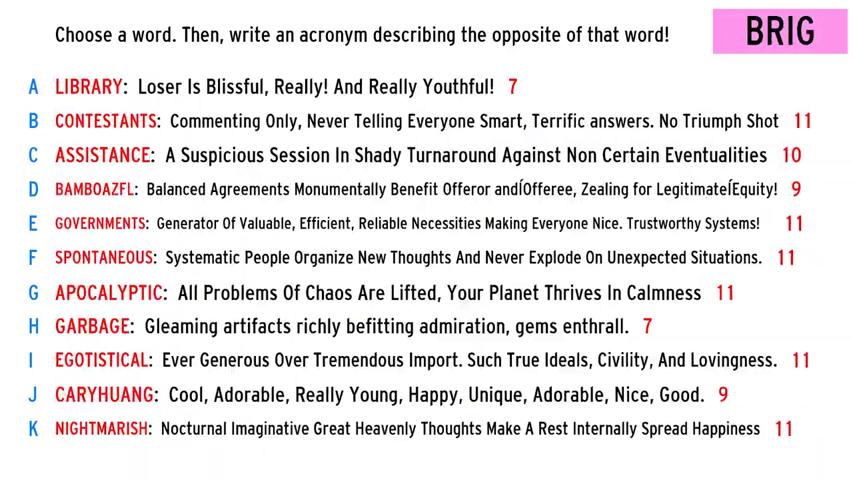 Choose a word. Then, write an acronym describing the opposite of that word!
BRIG
A LIBRARY: Loser Is Blissful, Really! And Really Youthful! 7
B CONTESTANTS: Commenting Only, Never Telling Everyone Smart, Terrific answers. No Triumph Shot 11
C ASSISTANCE: A Suspicious Session In Shady Turnaround Against Non Certain Eventualities 10
D BAMBOAZFL: Balanced Agreements Monumentally Benefit Offeror andÍOfferee, Zealing for LegitimateÍEquity! 9
E GOVERNMENTS: Generator Of Valuable, Efficient, Reliable Necessities Making Everyone Nice. Trustworthy Systems! 11
F SPONTANEOUS: Systematic People Organize New Thoughts And Never Explode On Unexpected Situations. 11
G APOCALYPTIC: All Problems Of Chaos Are Lifted, Your Planet Thrives In Calmness 11
H GARBAGE: Gleaming artifacts richly befitting admiration, gems enthrall. 7
I EGOTISTICAL: Ever Generous Over Tremendous Import. Such True Ideals, Civility, And Lovingness. 11
J CARYHUANG: Cool, Adorable, Really Young, Happy, Unique, Adorable, Nice, Good. 9
K NIGHTMARISH: Nocturnal Imaginative Great Heavenly Thoughts Make A Rest Internally Spread Happiness 11